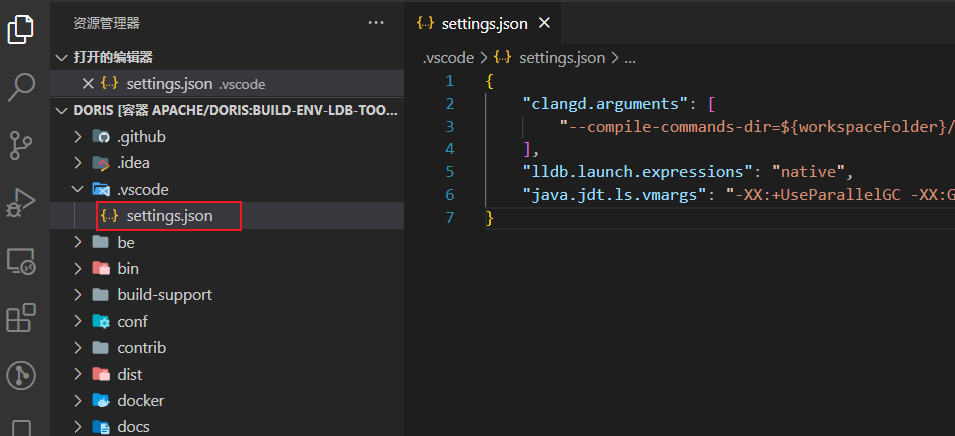 资源管理器 ···
打开的编辑器
settings.json .vscode
DORIS [容器 APACHE/DORIS:BUILD-ENV-LDB-TOO...
.github
.idea
.vscode
settings.json
be
bin
build-support
conf
contrib
dist
docker
docs
settings.json
.vscode > {··} settings.json > ...
1 {
2 "clangd.arguments": [
3 "--compile-commands-dir=${workspaceFolder}/
4 ],
5 "lldb.launch.expressions": "native",
6 "java.jdt.ls.vmargs": "-XX:+UseParallelGC -XX:G
7 }